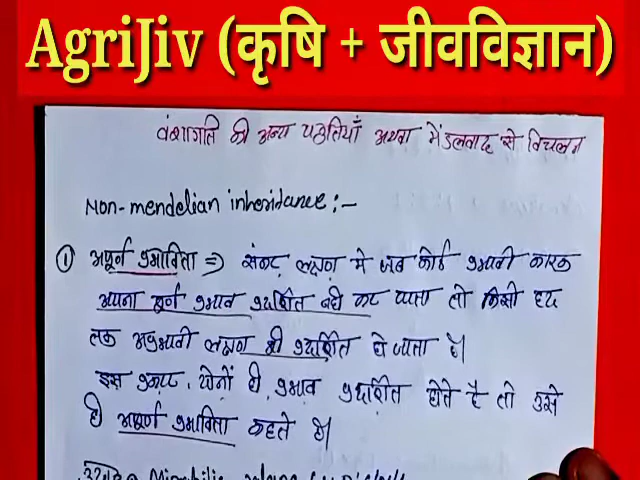 AgriJiv (कृषि + जीवविज्ञान)
वंशागति की अन्य पद्धतियाँ अथवा मेंडलवाद से विचलन
Non-mendelian inheridance:-
① अपूर्ण प्रभाविता ⇒ संकट लक्षण मे जब कोई प्रभावी कारक
अपना पूर्ण प्रभाव प्रदर्शित नही कर पाता तो किसी हद
तक अप्रभावी लक्षण भी प्रदर्शित हो जाता है।
इस प्रकार, दोनों ही प्रभाव प्रदर्शित होते है तो उसे
ही अपूर्ण प्रभाविता कहते है।